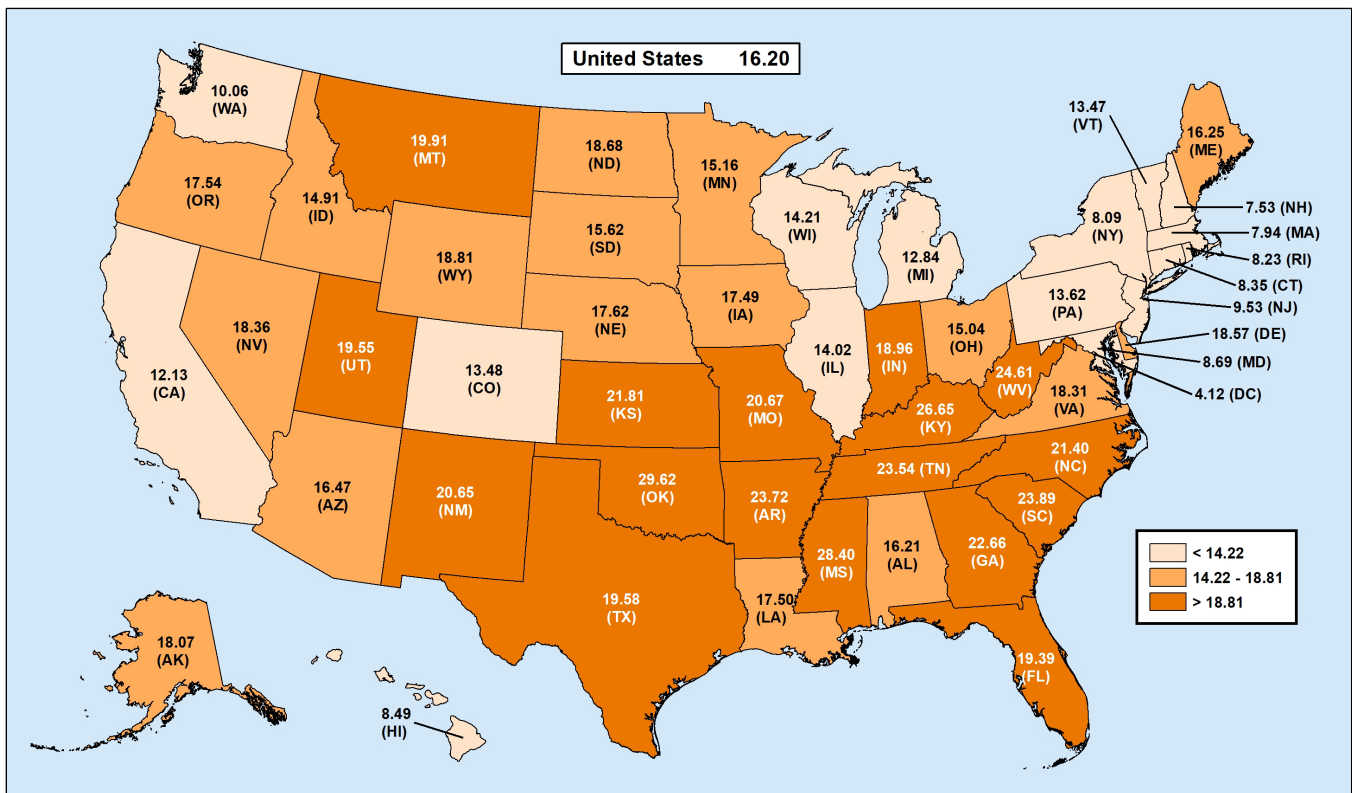 United States 16.20
10.06
(WA)
19.91
(MT)
18.68
(ND)
15.16
(MN)
13.47
(VT)
16.25
(ME)
17.54
(OR)
14.91
(ID)
15.62
(SD)
14.21
(WI)
12.84
(MI)
8.09
(NY)
7.53 (NH)
7.94 (MA)
8.23 (RI)
8.35 (CT)
9.53 (NJ)
18.57 (DE)
8.69 (MD)
4.12 (DC)
18.81
(WY)
17.62
(NE)
17.49
(IA)
13.62
(PA)
18.36
(NV)
19.55
(UT)
13.48
(CO)
14.02
(IL)
18.96
(IN)
15.04
(OH)
24.61
(WV)
18.31
(VA)
12.13
(CA)
21.81
(KS)
20.67
(MO)
26.65
(KY)
21.40
(NC)
16.47
(AZ)
20.65
(NM)
29.62
(OK)
23.72
(AR)
23.54 (TN)
23.89
(SC)
19.58
(TX)
17.50
(LA)
28.40
(MS)
16.21
(AL)
22.66
(GA)
19.39
(FL)
18.07
(AK)
8.49
(HI)
< 14.22
14.22 - 18.81
> 18.81